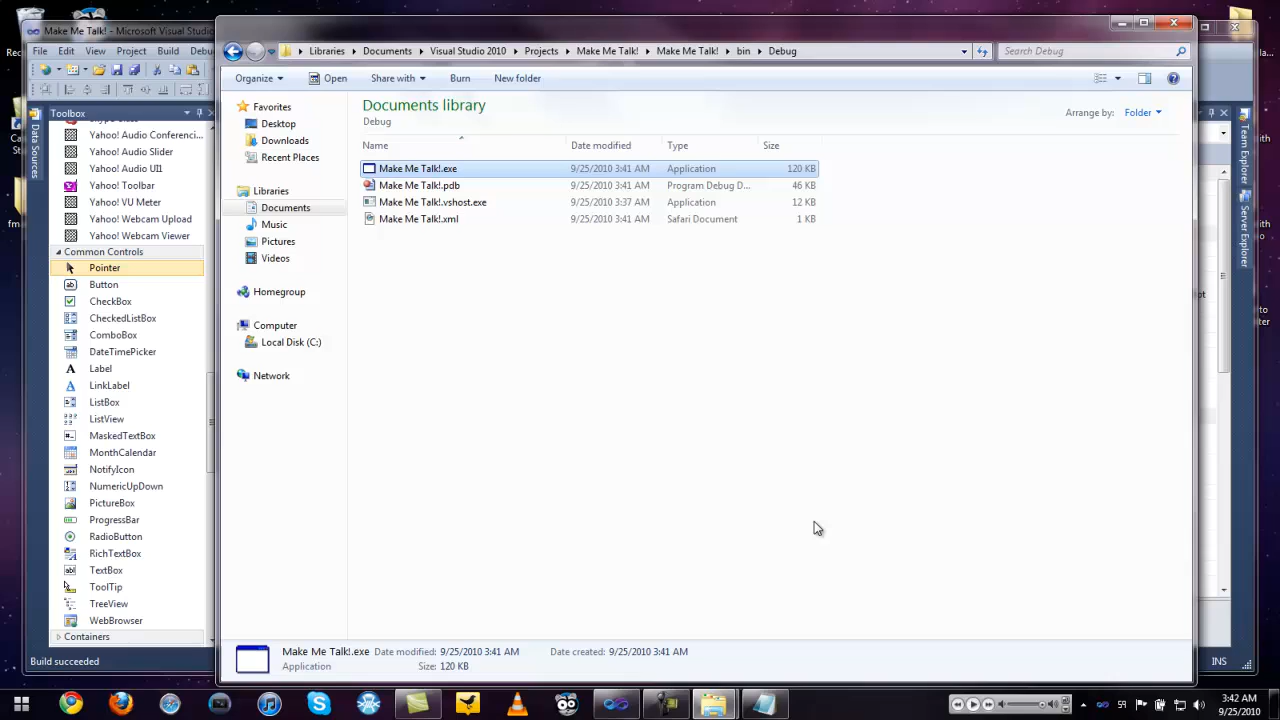 Make Me Talk! - Microsoft Visual
File Edit View Project Build Debu
Toolbox
Data Sources
Yahoo! Audio Conferenci...
Yahoo! Audio Slider
Yahoo! Audio UI1
Yahoo! Toolbar
Yahoo! VU Meter
Yahoo! Webcam Upload
Yahoo! Webcam Viewer
Common Controls
Pointer
Button
CheckBox
CheckedListBox
ComboBox
DateTimePicker
Label
LinkLabel
ListBox
ListView
MaskedTextBox
MonthCalendar
NotifyIcon
NumericUpDown
PictureBox
ProgressBar
RadioButton
RichTextBox
TextBox
ToolTip
TreeView
WebBrowser
Containers
Build succeeded
Libraries Documents Visual Studio 2010 Projects Make Me Talk! Make Me Talk! bin Debug
Search Debug
Organize Open Share with Burn New folder
Favorites
Desktop
Downloads
Recent Places
Libraries
Documents
Music
Pictures
Videos
Homegroup
Computer
Local Disk (C:)
Network
Documents library
Debug
Arrange by: Folder
Name Date modified Type Size
Make Me Talk!.exe 9/25/2010 3:41 AM Application 120 KB
Make Me Talk!.pdb 9/25/2010 3:41 AM Program Debug D... 46 KB
Make Me Talk!.vshost.exe 9/25/2010 3:37 AM Application 12 KB
Make Me Talk!.xml 9/25/2010 3:41 AM Safari Document 1 KB
Make Me Talk!.exe Date modified: 9/25/2010 3:41 AM Date created: 9/25/2010 3:41 AM
Application Size: 120 KB
Team Explorer
Server Explorer
INS
3:42 AM
9/25/2010